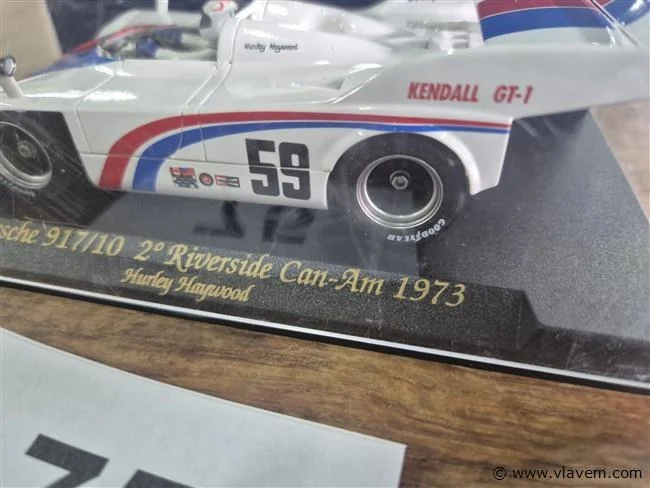 Hurley Haywood
KENDALL GT-1
59
GOODYEAR
sche 917/10 2º Riverside Can-Am 1973
Hurley Haywood
© www.vlavem.com